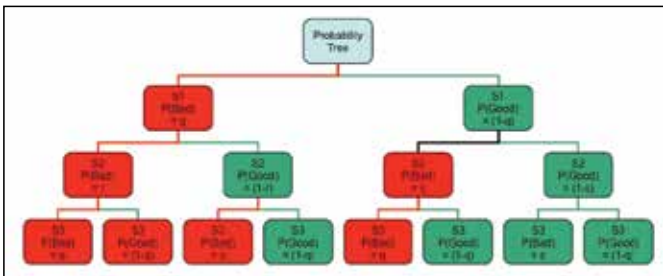 Probability
Tree
S1
P(Bad)
= q
S1
P(Good)
= (1-q)
S2
P(Bad)
= r
S2
P(Good)
= (1-r)
S2
P(Bad)
S2
P(Good)
S3
P(Bad)
S3
P(Good)
S3
P(Bad)
S3
P(Good)
S3
P(Bad)
S3
P(Good)
S3
P(Bad)
S3
P(Good)